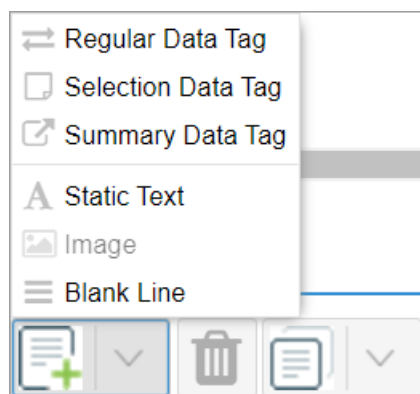 Regular Data Tag
Selection Data Tag
Summary Data Tag
Static Text
Image
Blank Line